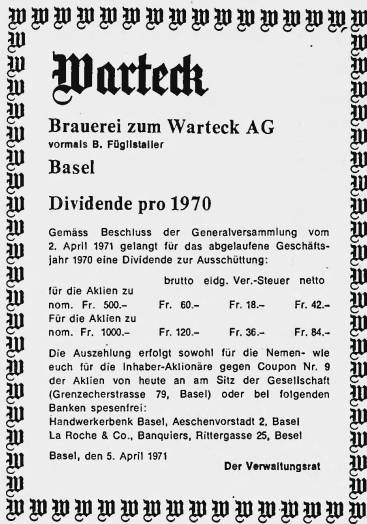 Warteck
Brauerei zum Warteck AG
vormals B. Füglistaller
Basel
Dividende pro 1970
Gemäss Beschluss der Generalversammlung vom
2. April 1971 gelangt für das abgelaufene Geschäfts-
jahr 1970 eine Dividende zur Ausschüttung:
brutto eidg. Ver.-Steuer netto
für die Aktien zu
nom. Fr. 500.– Fr. 60.– Fr. 18.– Fr. 42.–
Für die Aktien zu
nom. Fr. 1000.– Fr. 120.– Fr. 36.– Fr. 84.–
Die Auszehlung erfolgt sowohl für die Nemen- wie
euch für die Inhaber-Aktionäre gegen Coupon Nr. 9
der Aktien von heute an am Sitz der Gesellschaft
(Grenzecherstrasse 79, Basel) oder bei folgenden
Banken spesenfrei:
Handwerkerbenk Basel, Aeschenvorstadt 2, Basel
La Roche & Co., Banquiers, Rittergasse 25, Besel
Basel, den 5. April 1971
Der Verwaltungsrat